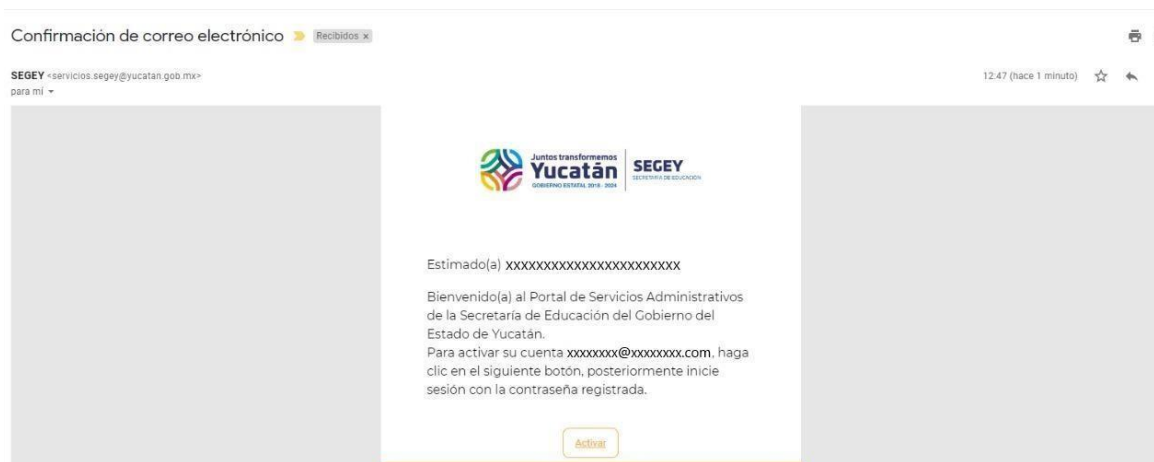 Confirmación de correo electrónico
Recibidos x
SEGEY <servicios.segey@yucatan.gob.mx>
12:47 (hace 1 minuto)
para mí
Juntos transformemos
Yucatán
GOBIERNO ESTATAL 2018 - 2024
SEGEY
SECRETARÍA DE EDUCACIÓN
Estimado(a) xxxxxxxxxxxxxxxxxxxxxxx
Bienvenido(a) al Portal de Servicios Administrativos
de la Secretaría de Educación del Gobierno del
Estado de Yucatán.
Para activar su cuenta xxxxxxxx@xxxxxxxx.com, haga
clic en el siguiente botón, posteriormente inicie
sesión con la contraseña registrada.
Activar